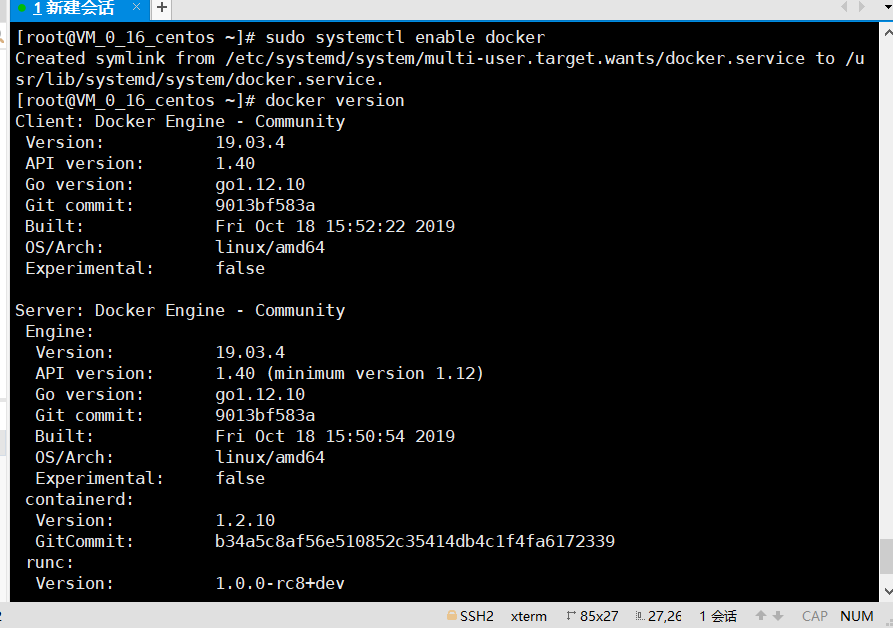 1 新建会话 × +
[root@VM_0_16_centos ~]# sudo systemctl enable docker
Created symlink from /etc/systemd/system/multi-user.target.wants/docker.service to /u
sr/lib/systemd/system/docker.service.
[root@VM_0_16_centos ~]# docker version
Client: Docker Engine - Community
 Version:           19.03.4
 API version:       1.40
 Go version:        go1.12.10
 Git commit:        9013bf583a
 Built:             Fri Oct 18 15:52:22 2019
 OS/Arch:           linux/amd64
 Experimental:      false

Server: Docker Engine - Community
 Engine:
  Version:          19.03.4
  API version:      1.40 (minimum version 1.12)
  Go version:       go1.12.10
  Git commit:       9013bf583a
  Built:            Fri Oct 18 15:50:54 2019
  OS/Arch:          linux/amd64
  Experimental:     false
 containerd:
  Version:          1.2.10
  GitCommit:        b34a5c8af56e510852c35414db4c1f4fa6172339
 runc:
  Version:          1.0.0-rc8+dev
SSH2 xterm 85x27 27,26 1 会话 CAP NUM